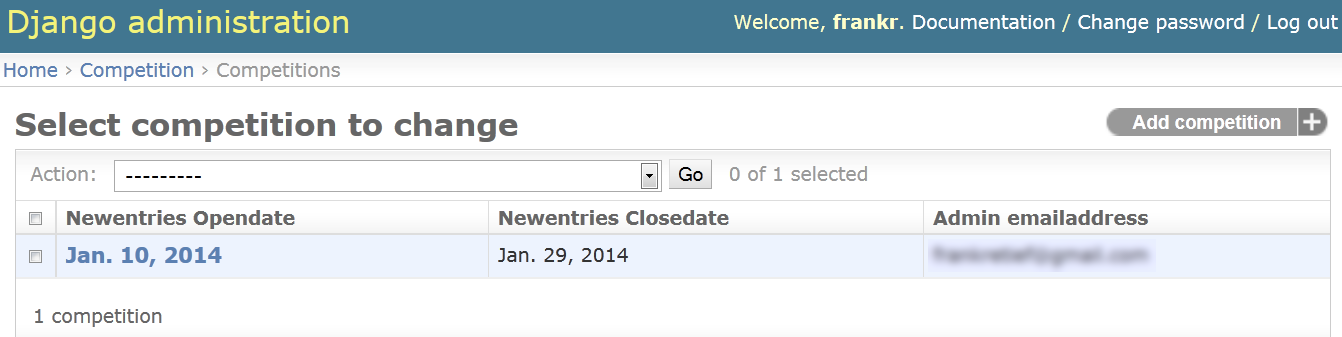 Django administration
Welcome, frankr. Documentation / Change password / Log out
Home › Competition › Competitions
Select competition to change
Add competition +
Action: --------- Go 0 of 1 selected
Newentries Opendate Newentries Closedate Admin emailaddress
Jan. 10, 2014 Jan. 29, 2014
1 competition